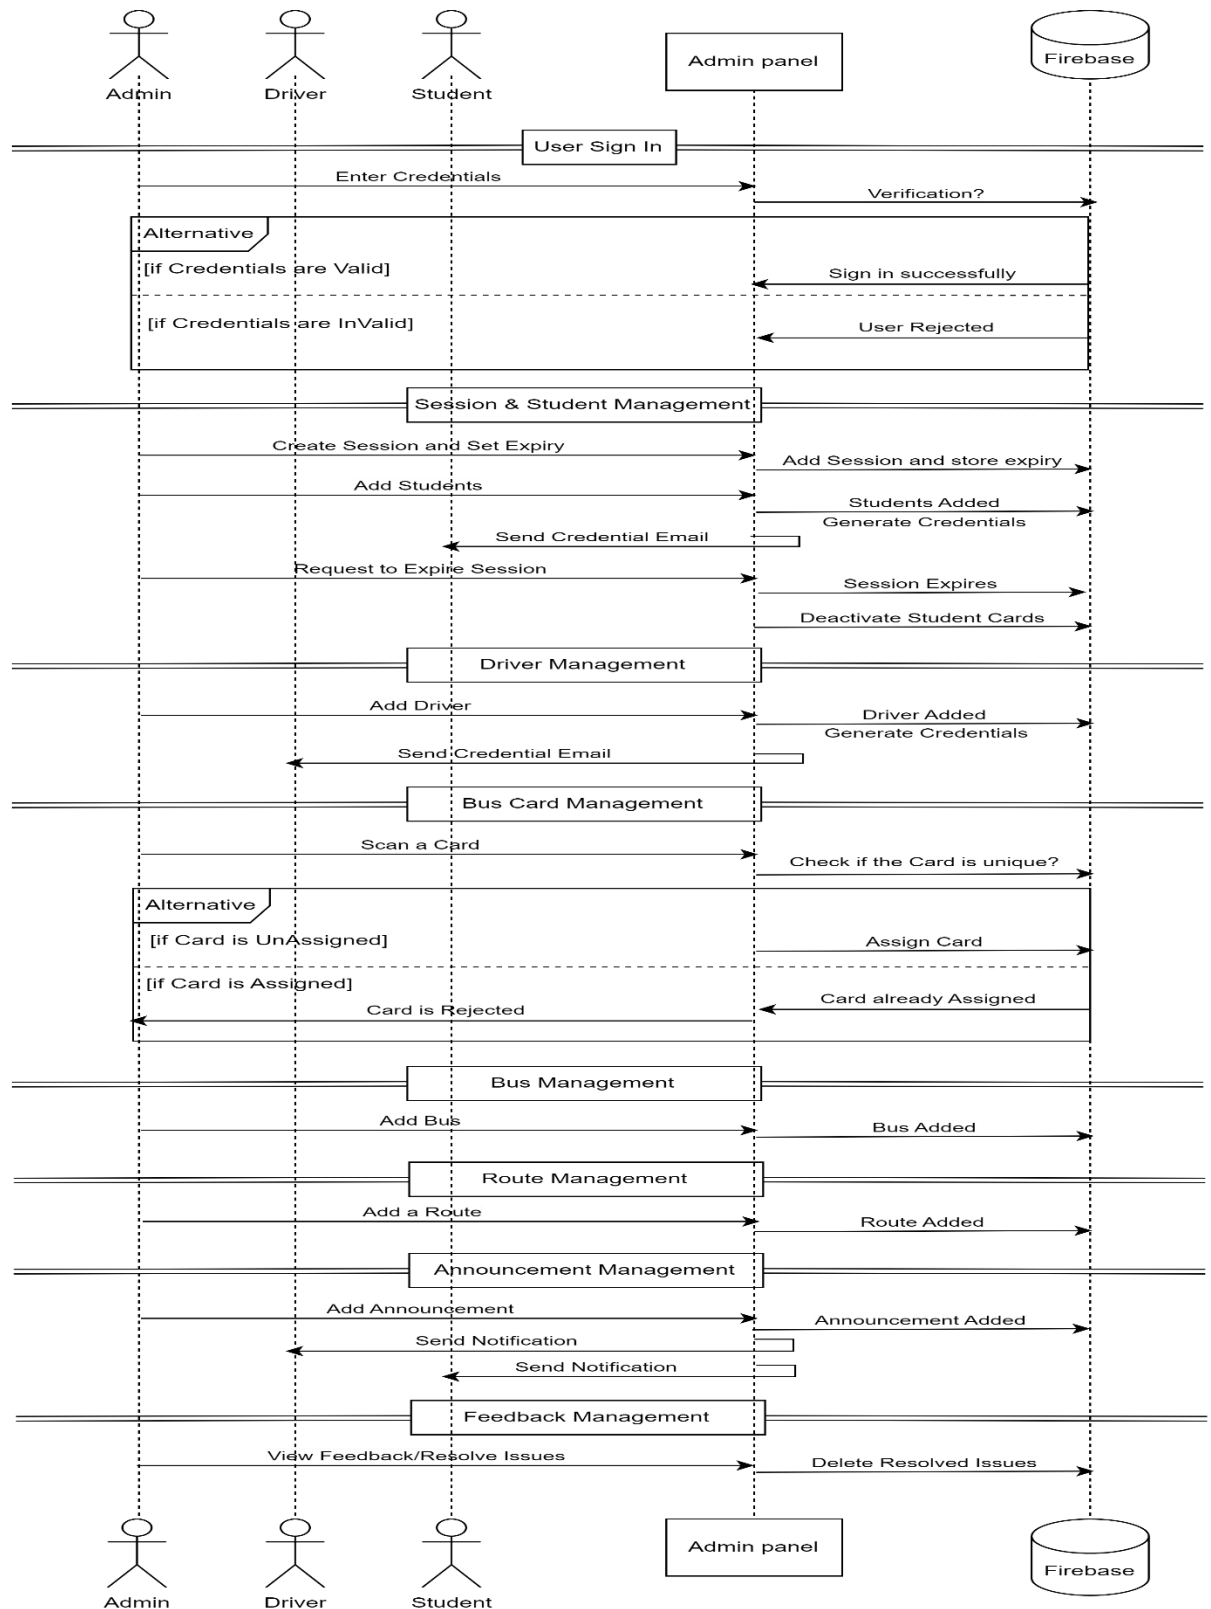 Admin
Driver
Student
Admin panel
Firebase
User Sign In
Enter Credentials
Verification?
Alternative
[if Credentials are Valid]
Sign in successfully
[if Credentials are InValid]
User Rejected
Session & Student Management
Create Session and Set Expiry
Add Session and store expiry
Add Students
Students Added
Generate Credentials
Send Credential Email
Request to Expire Session
Session Expires
Deactivate Student Cards
Driver Management
Add Driver
Driver Added
Generate Credentials
Send Credential Email
Bus Card Management
Scan a Card
Check if the Card is unique?
Alternative
[if Card is UnAssigned]
Assign Card
[if Card is Assigned]
Card already Assigned
Card is Rejected
Bus Management
Add Bus
Bus Added
Route Management
Add a Route
Route Added
Announcement Management
Add Announcement
Announcement Added
Send Notification
Send Notification
Feedback Management
View Feedback/Resolve Issues
Delete Resolved Issues
Admin
Driver
Student
Admin panel
Firebase